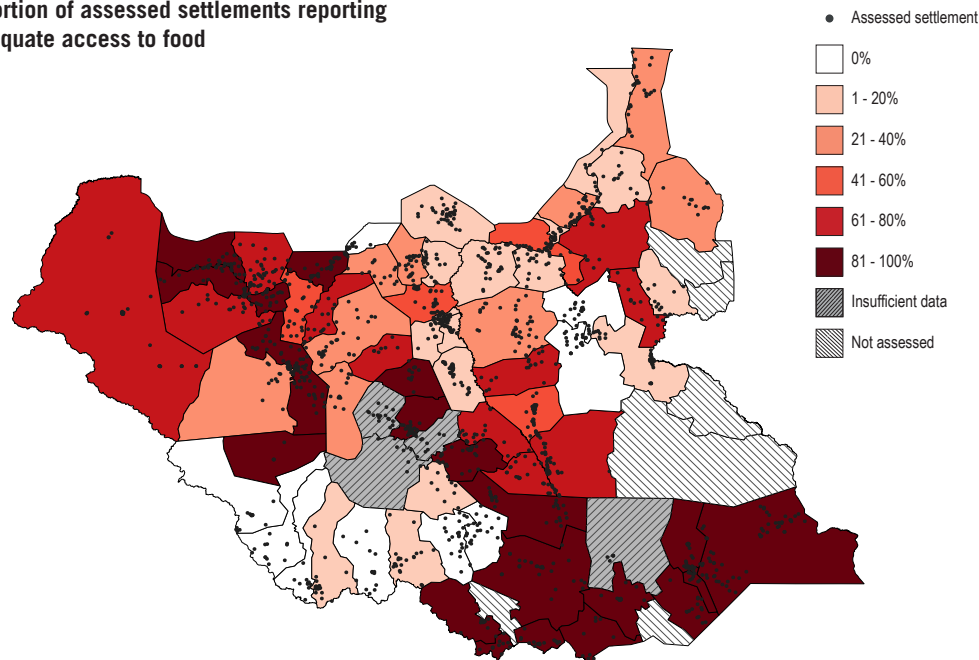 ortion of assessed settlements reporting
quate access to food
Assessed settlement
0%
1 - 20%
21 - 40%
41 - 60%
61 - 80%
81 - 100%
Insufficient data
Not assessed